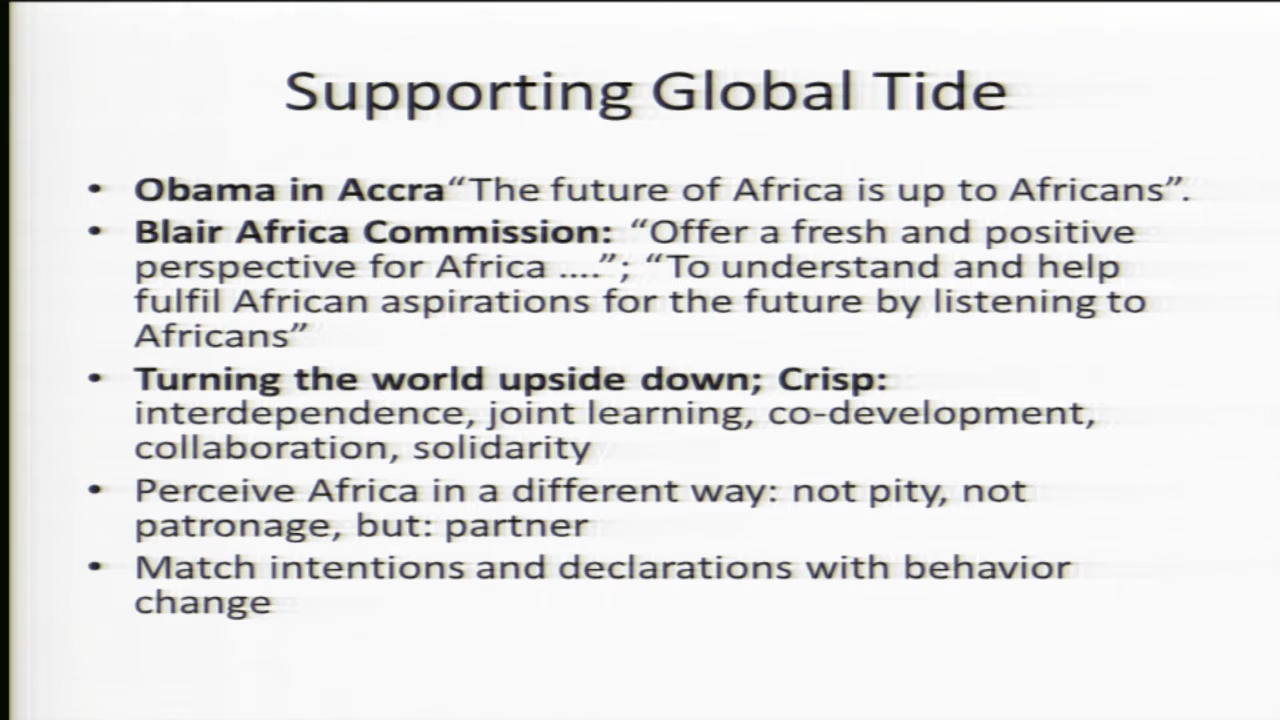 Supporting Global Tide
• Obama in Accra“The future of Africa is up to Africans”.
• Blair Africa Commission: “Offer a fresh and positive
perspective for Africa ....”; “To understand and help
fulfil African aspirations for the future by listening to
Africans”
• Turning the world upside down; Crisp:
interdependence, joint learning, co-development,
collaboration, solidarity
• Perceive Africa in a different way: not pity, not
patronage, but: partner
• Match intentions and declarations with behavior
change